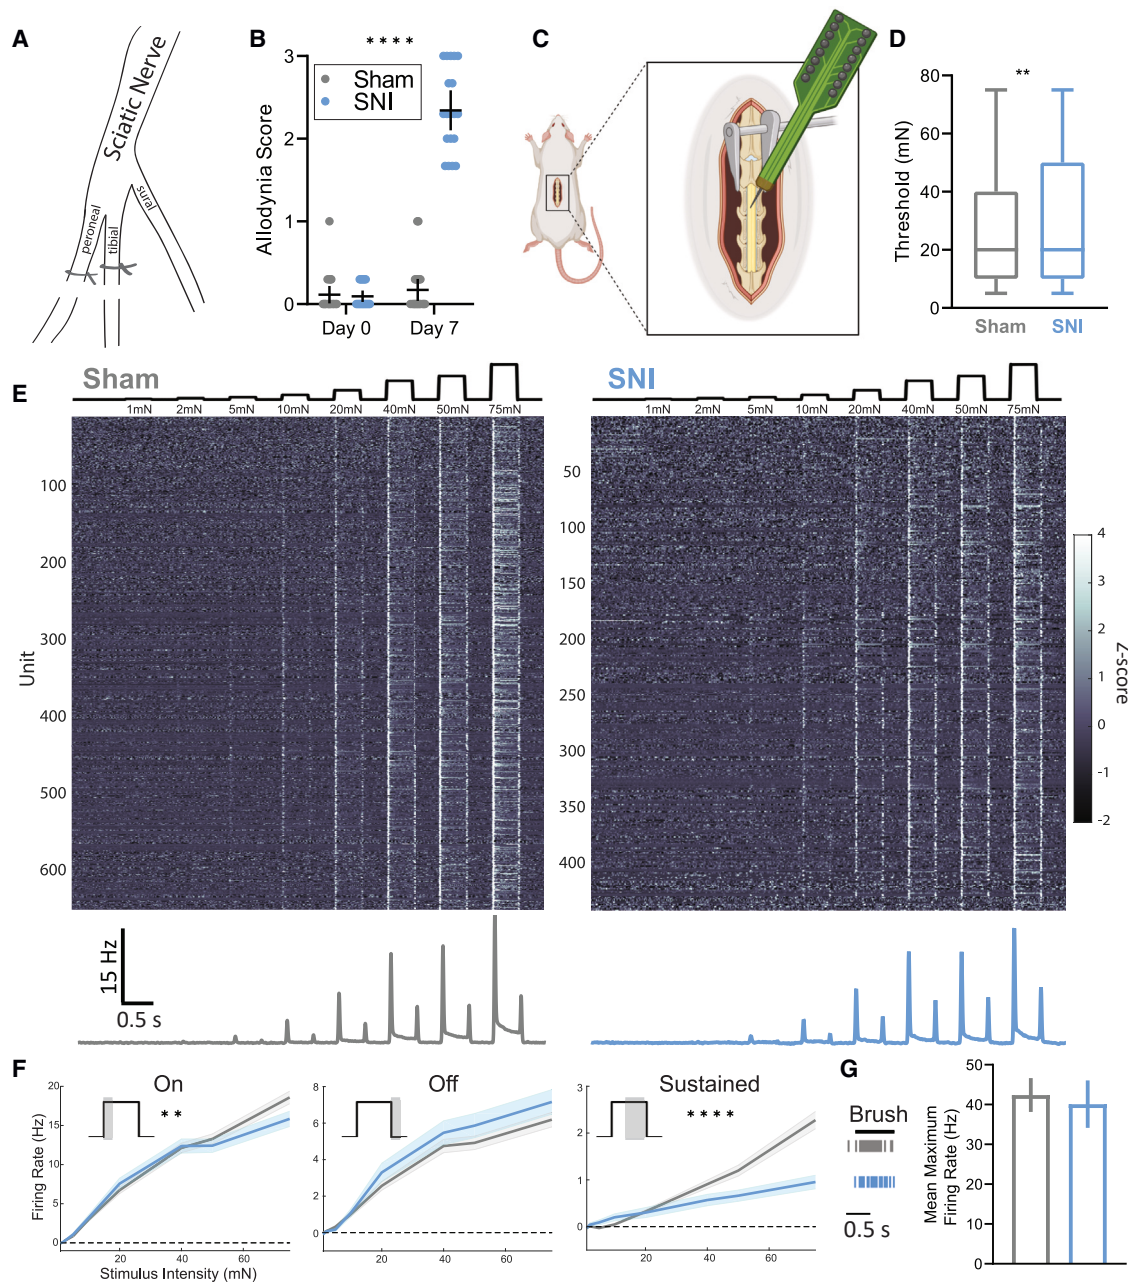 A
Sciatic Nerve
peroneal
tibial
sural
B
****
Allodynia Score
3
2
1
0
Sham
SNI
Day 0
Day 7
C
D
**
Threshold (mN)
80
60
40
20
0
Sham
SNI
E
Sham
1mN 2mN 5mN 10mN 20mN 40mN 50mN 75mN
SNI
1mN 2mN 5mN 10mN 20mN 40mN 50mN 75mN
Unit
100
200
300
400
500
600
50
100
150
200
250
300
350
400
4
3
2
1
0
-1
-2
Z-score
15 Hz
0.5 s
F
On
**
Firing Rate (Hz)
20
15
10
5
0
20 40 60
Stimulus Intensity (mN)
Off
8
6
4
2
0
20 40 60
Sustained
****
3
2
1
0
20 40 60
G
Brush
0.5 s
Mean Maximum
Firing Rate (Hz)
50
40
30
20
10
0